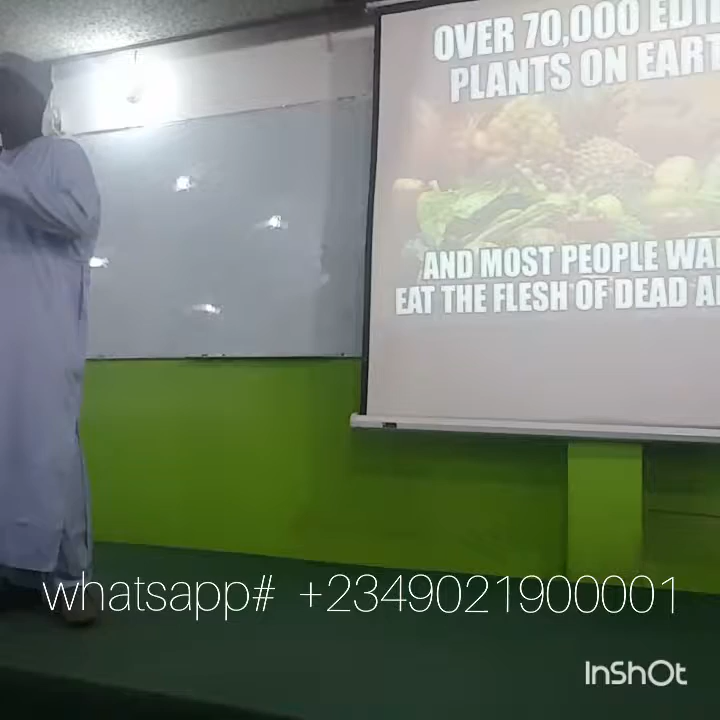 OVER 70,000
PLANTS ON
AND MOST PEOPLE
EAT THE FLESH OF DEAD
whatsapp# +2349021900001
InShOt